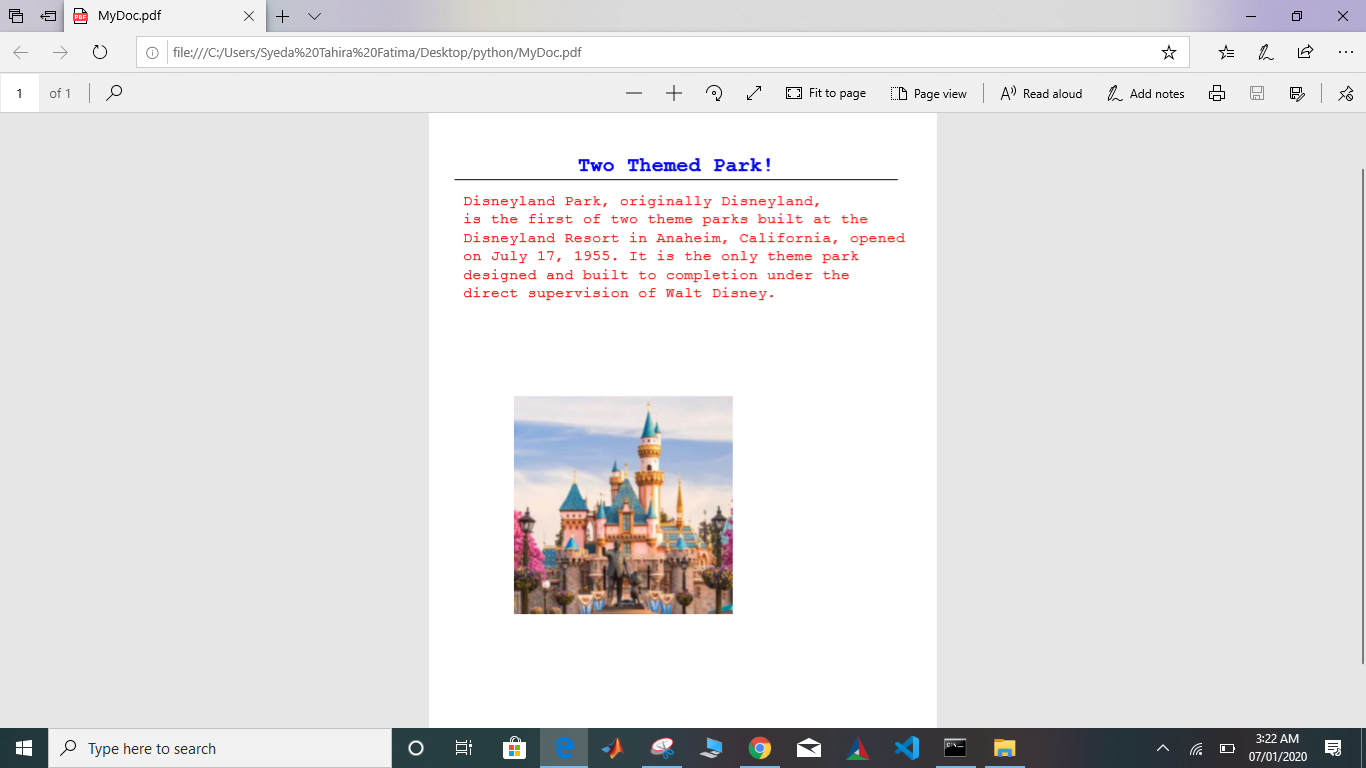 MyDoc.pdf
file:///C:/Users/Syeda%20Tahira%20Fatima/Desktop/python/MyDoc.pdf
1 of 1 Fit to page Page view Read aloud Add notes
Two Themed Park!
Disneyland Park, originally Disneyland,
is the first of two theme parks built at the
Disneyland Resort in Anaheim, California, opened
on July 17, 1955. It is the only theme park
designed and built to completion under the
direct supervision of Walt Disney.
Type here to search
3:22 AM
07/01/2020